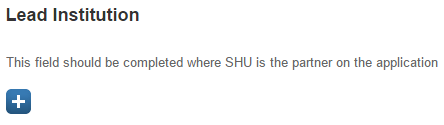 Lead Institution
This field should be completed where SHU is the partner on the application